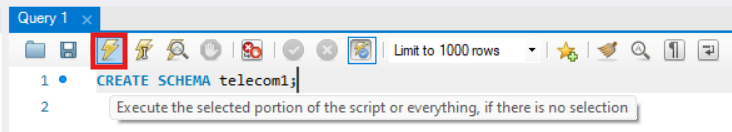 Query 1
Limit to 1000 rows
1 CREATE SCHEMA telecom1;
2
Execute the selected portion of the script or everything, if there is no selection